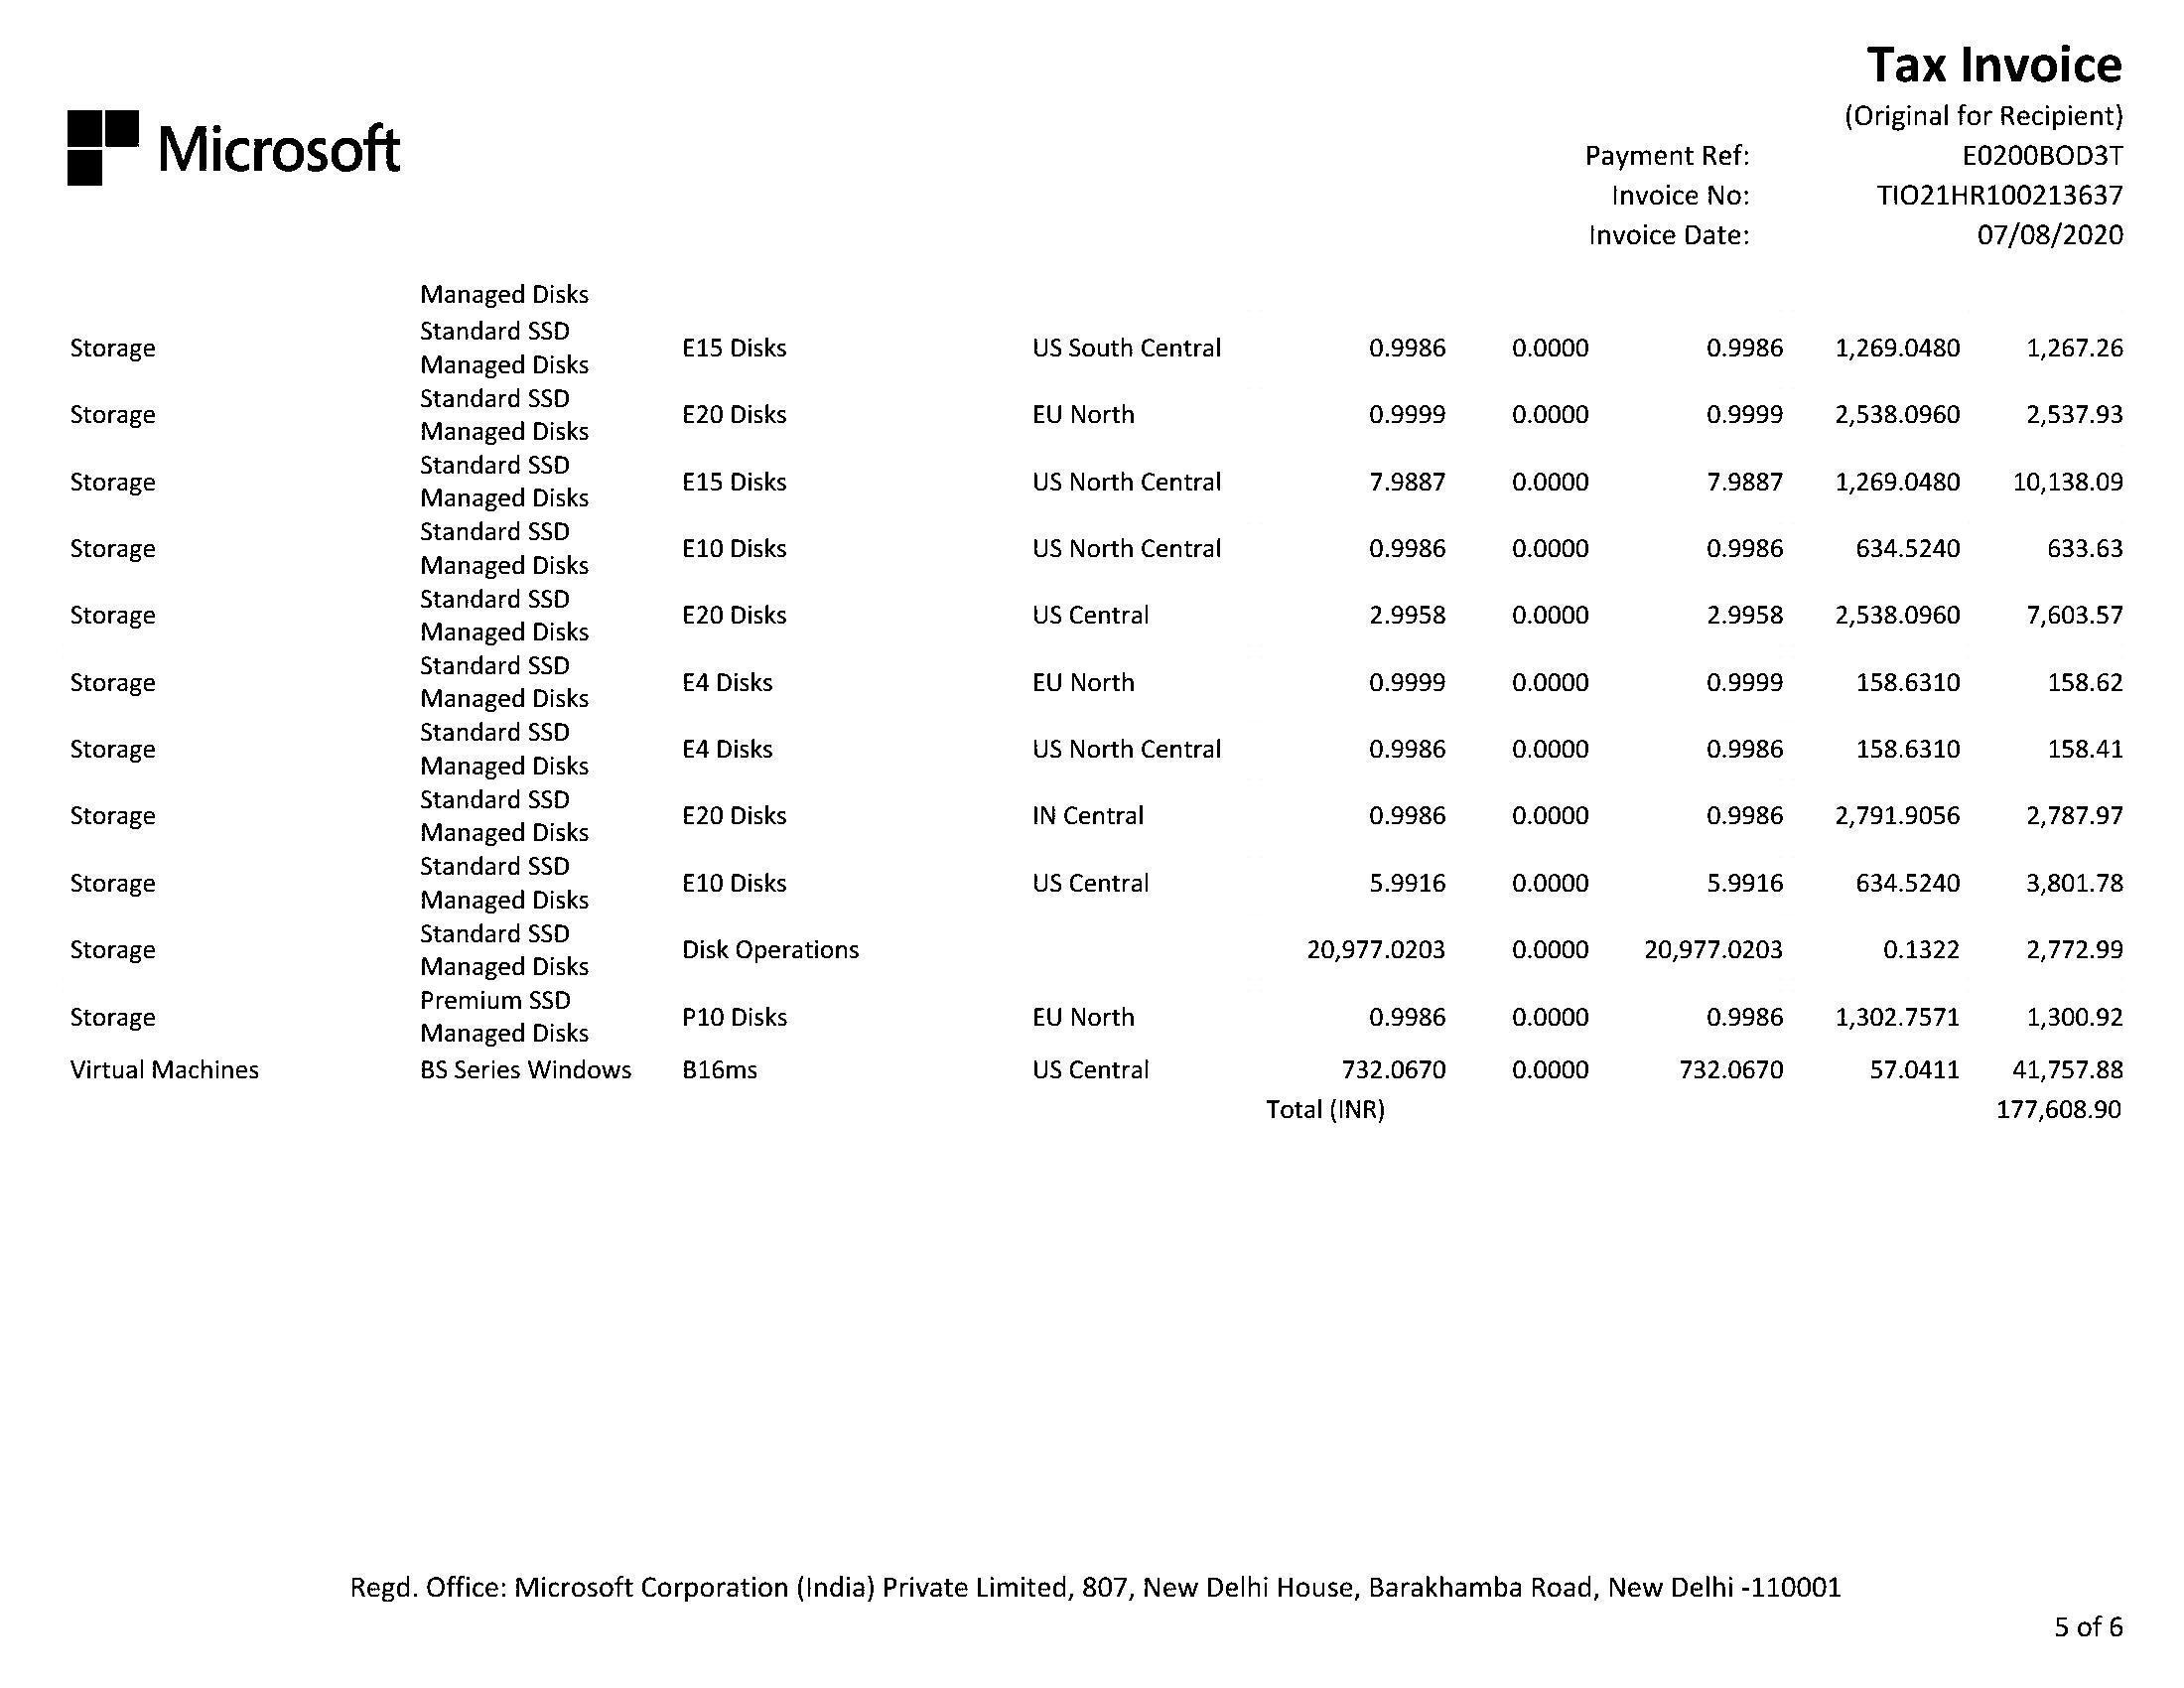 Tax Invoice
(Original for Recipient)
Microsoft
Payment Ref: E0200BOD3T
Invoice No: TIO21HR100213637
Invoice Date: 07/08/2020
Managed Disks
Storage Standard SSD Managed Disks E15 Disks US South Central 0.9986 0.0000 0.9986 1,269.0480 1,267.26
Storage Standard SSD Managed Disks E20 Disks EU North 0.9999 0.0000 0.9999 2,538.0960 2,537.93
Storage Standard SSD Managed Disks E15 Disks US North Central 7.9887 0.0000 7.9887 1,269.0480 10,138.09
Storage Standard SSD Managed Disks E10 Disks US North Central 0.9986 0.0000 0.9986 634.5240 633.63
Storage Standard SSD Managed Disks E20 Disks US Central 2.9958 0.0000 2.9958 2,538.0960 7,603.57
Storage Standard SSD Managed Disks E4 Disks EU North 0.9999 0.0000 0.9999 158.6310 158.62
Storage Standard SSD Managed Disks E4 Disks US North Central 0.9986 0.0000 0.9986 158.6310 158.41
Storage Standard SSD Managed Disks E20 Disks IN Central 0.9986 0.0000 0.9986 2,791.9056 2,787.97
Storage Standard SSD Managed Disks E10 Disks US Central 5.9916 0.0000 5.9916 634.5240 3,801.78
Storage Standard SSD Managed Disks Disk Operations 20,977.0203 0.0000 20,977.0203 0.1322 2,772.99
Storage Premium SSD Managed Disks P10 Disks EU North 0.9986 0.0000 0.9986 1,302.7571 1,300.92
Virtual Machines BS Series Windows B16ms US Central 732.0670 0.0000 732.0670 57.0411 41,757.88
Total (INR) 177,608.90
Regd. Office: Microsoft Corporation (India) Private Limited, 807, New Delhi House, Barakhamba Road, New Delhi -110001
5 of 6